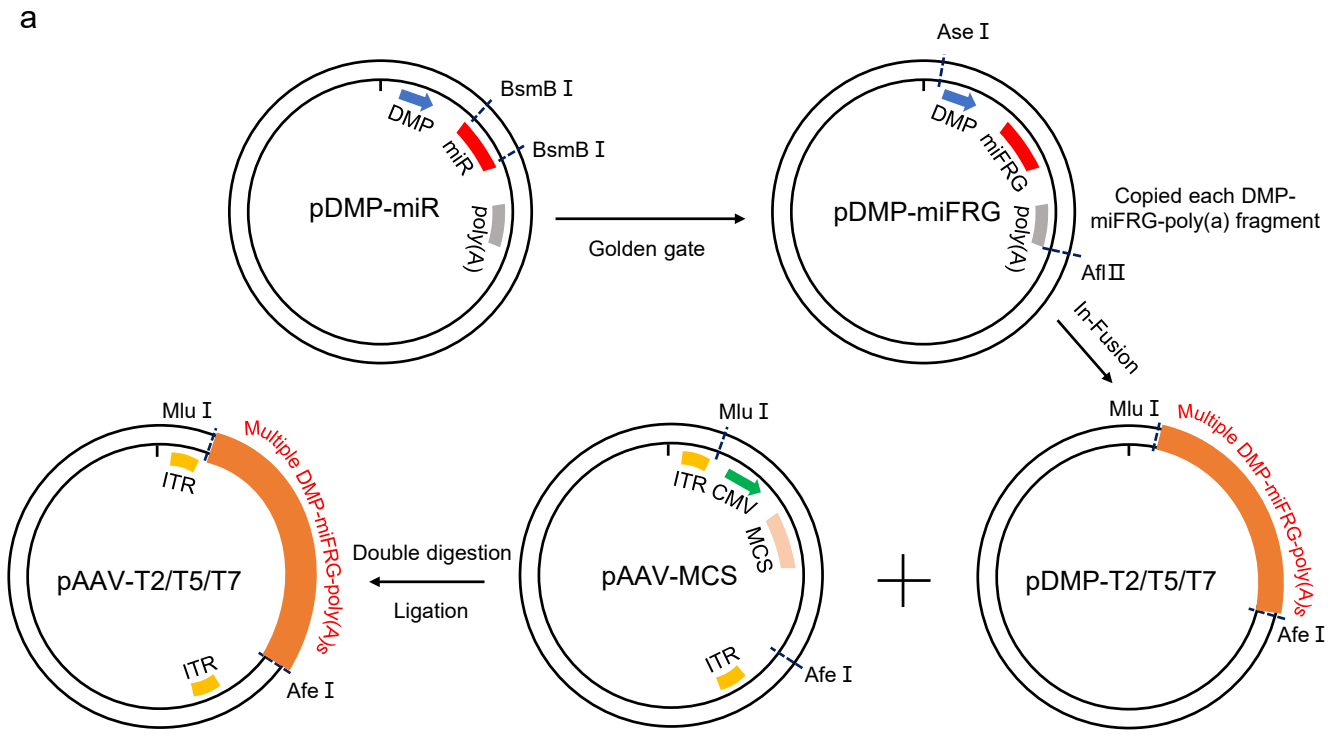 a
BsmB Ⅰ
BsmB Ⅰ
DMP
miR
poly(A)
pDMP-miR
Golden gate
Ase Ⅰ
DMP
miFRG
poly(A)
pDMP-miFRG
Afl Ⅱ
Copied each DMP-
miFRG-poly(a) fragment
In-Fusion
Mlu Ⅰ
ITR
Multiple DMP-miFRG-poly(A)s
pAAV-T2/T5/T7
ITR
Afe Ⅰ
Double digestion
Ligation
Mlu Ⅰ
ITR
CMV
MCS
pAAV-MCS
ITR
Afe Ⅰ
Mlu Ⅰ
Multiple DMP-miFRG-poly(A)s
pDMP-T2/T5/T7
Afe Ⅰ